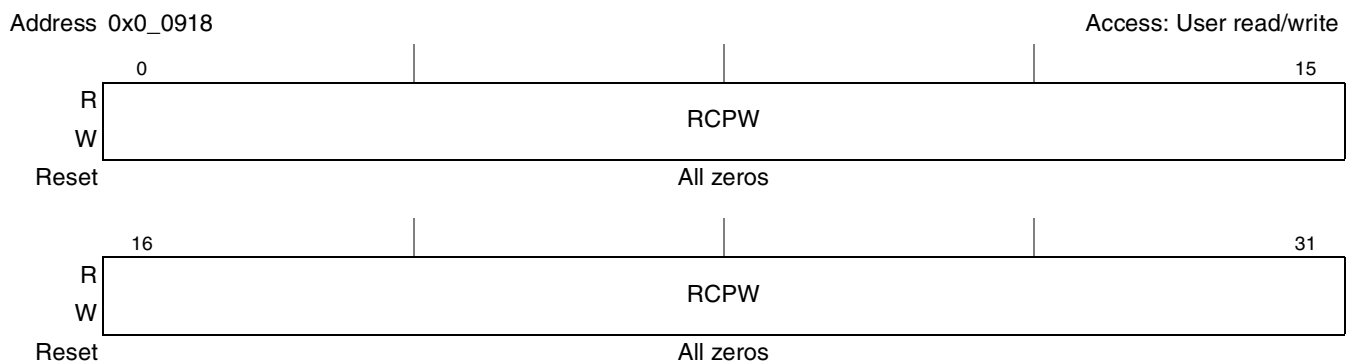 Address 0x0_0918 Access: User read/write
0 15
R
RCPW
W
Reset All zeros
16 31
R
RCPW
W
Reset All zeros